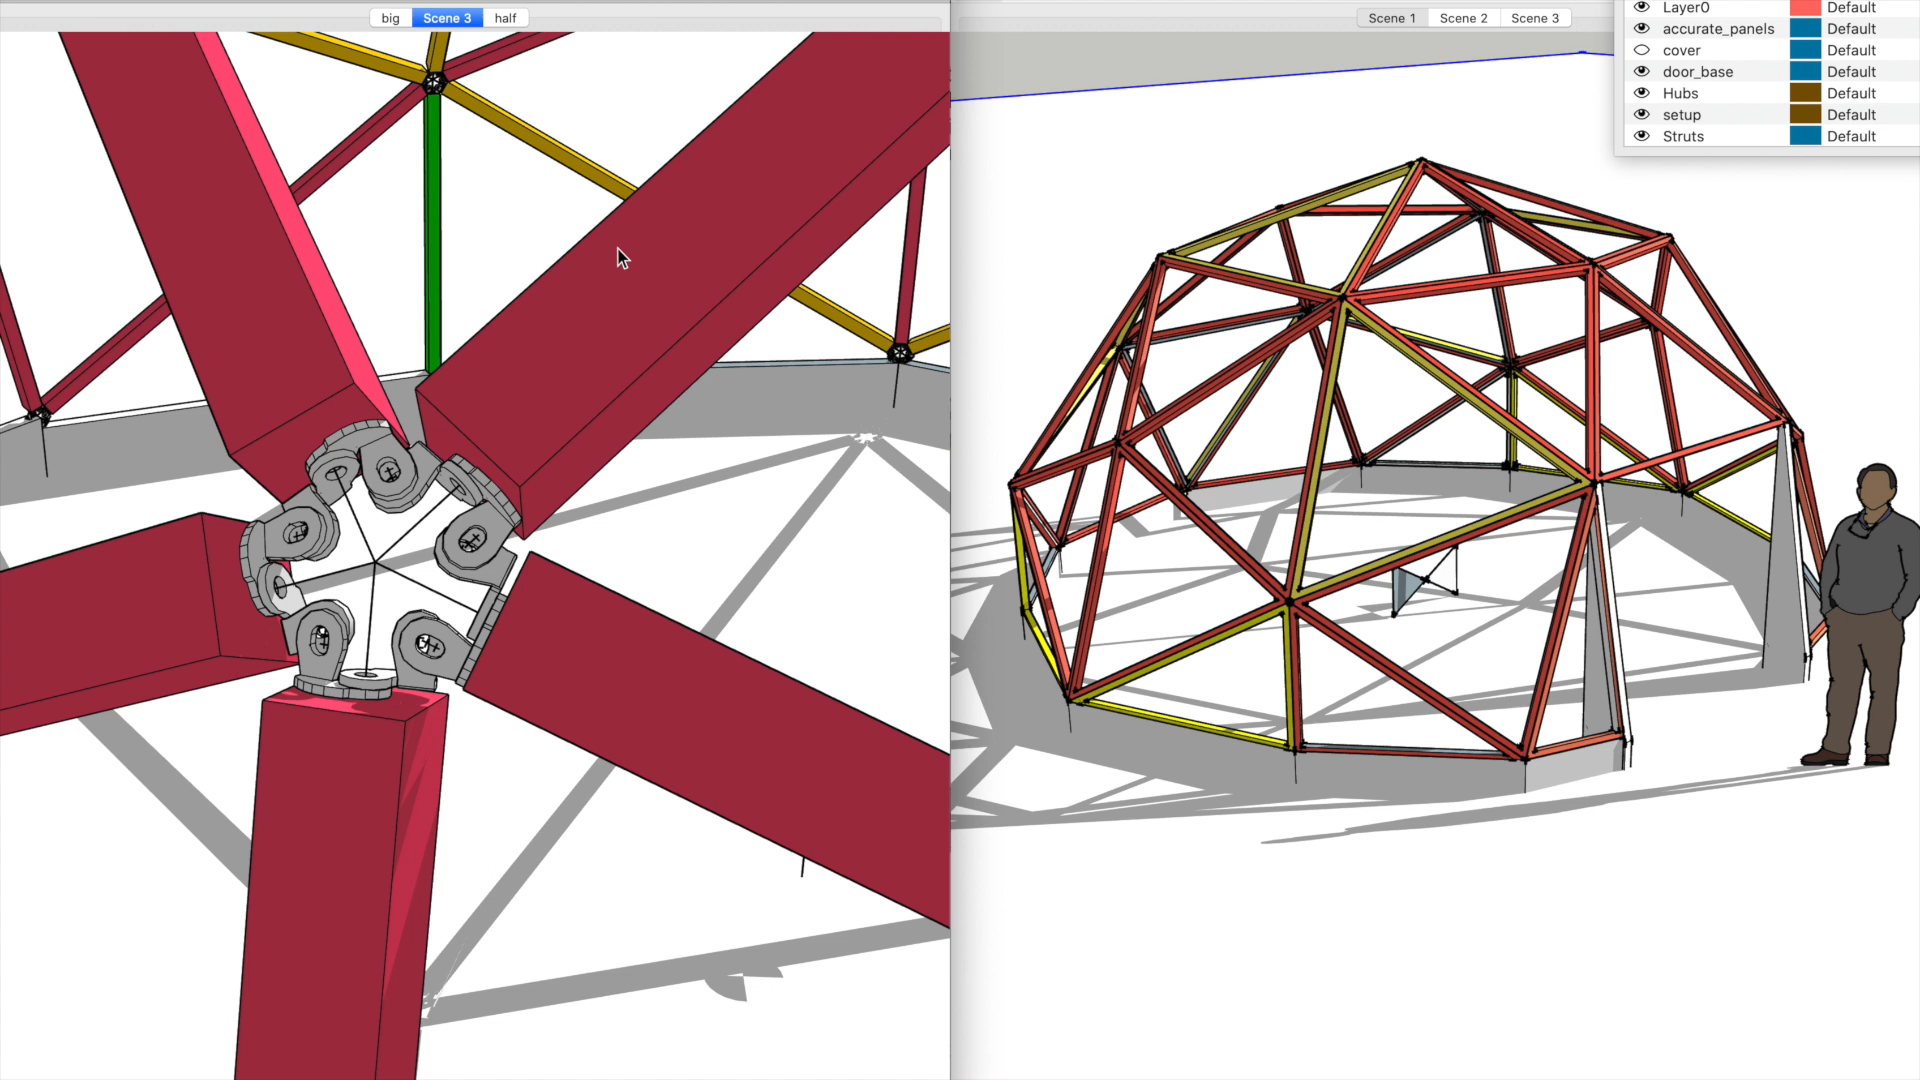 big Scene 3 half
Scene 1 Scene 2 Scene 3
Layer0 Default
accurate_panels Default
cover Default
door_base Default
Hubs Default
setup Default
Struts Default